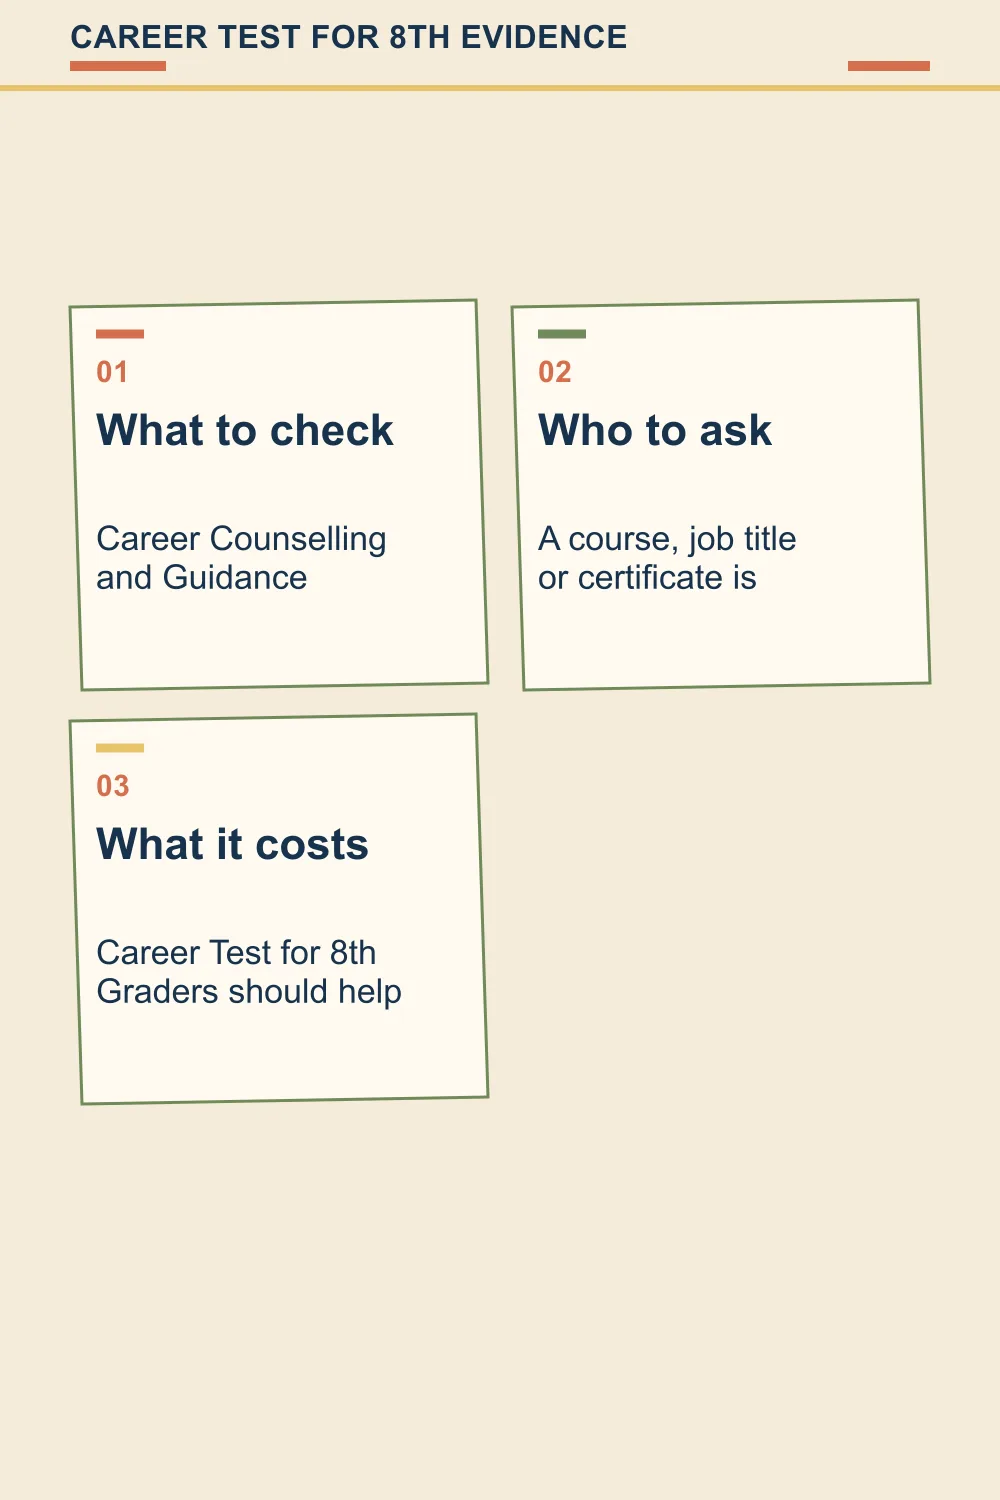 CAREER TEST FOR 8TH EVIDENCE
01
What to check
Career Counselling
and Guidance
02
Who to ask
A course, job title
or certificate is
03
What it costs
Career Test for 8th
Graders should help